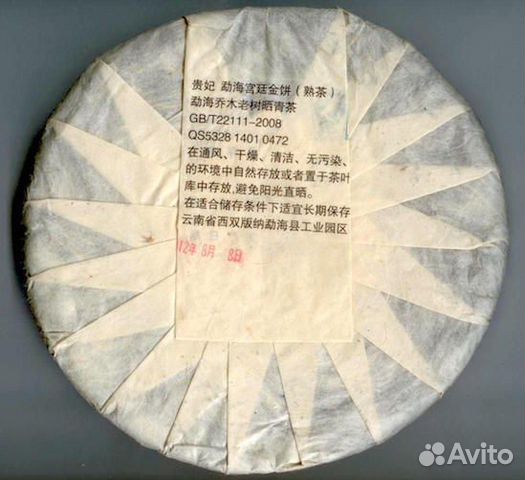 贵妃 勐海宫廷金饼(熟茶)
勐海乔木老树晒青茶
GB/T22111-2008
QS5328 1401 0472
在通风、干燥、清洁、无污染、
的环境中自然存放或者置于茶叶
库中存放,避免阳光直晒。
在适合储存条件下适宜长期保存
云南省西双版纳勐海县工业园区
12年 8月 8日
Avito